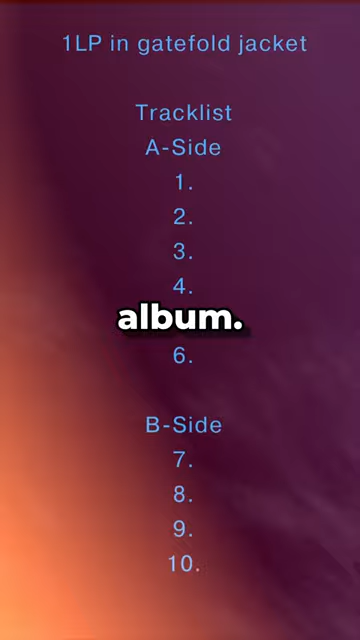 1LP in gatefold jacket
Tracklist
A-Side
1.
2.
3.
4.
album.
6.
B-Side
7.
8.
9.
10.